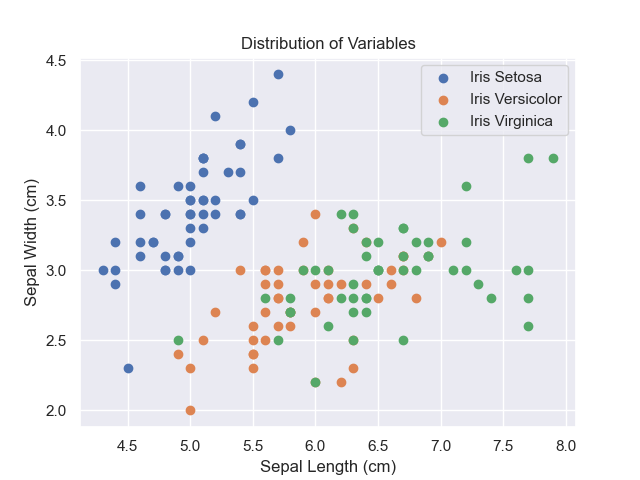 Distribution of Variables
Iris Setosa
Iris Versicolor
Iris Virginica
4.5
4.0
3.5
3.0
2.5
2.0
Sepal Width (cm)
4.5 5.0 5.5 6.0 6.5 7.0 7.5 8.0
Sepal Length (cm)